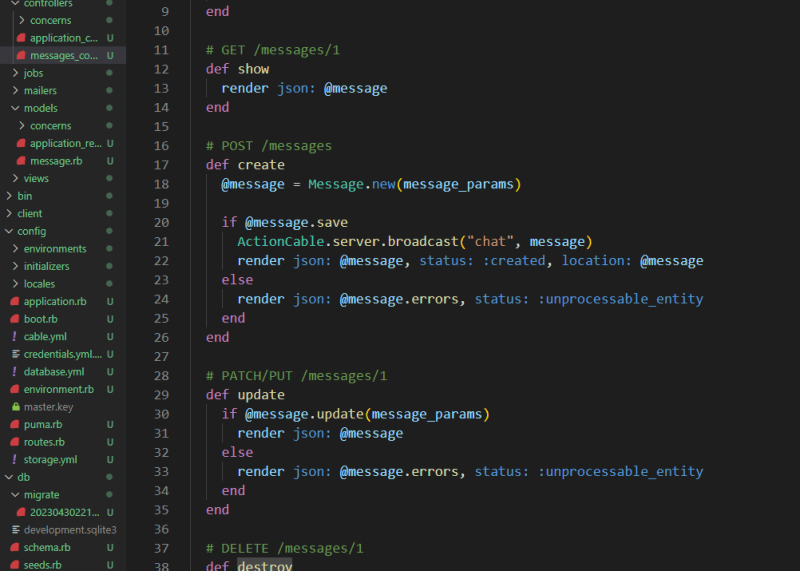 controllers
concerns
application_c... U
messages_co... U
jobs
mailers
models
concerns
application_re... U
message.rb U
views
bin
client
config
environments
initializers
locales
application.rb U
boot.rb U
cable.yml U
credentials.yml.... U
database.yml U
environment.rb U
master.key
puma.rb U
routes.rb U
storage.yml U
db
migrate
20230430221... U
development.sqlite3
schema.rb U
seeds.rb U
9 end
10
11 # GET /messages/1
12 def show
13 render json: @message
14 end
15
16 # POST /messages
17 def create
18 @message = Message.new(message_params)
19
20 if @message.save
21 ActionCable.server.broadcast("chat", message)
22 render json: @message, status: :created, location: @message
23 else
24 render json: @message.errors, status: :unprocessable_entity
25 end
26 end
27
28 # PATCH/PUT /messages/1
29 def update
30 if @message.update(message_params)
31 render json: @message
32 else
33 render json: @message.errors, status: :unprocessable_entity
34 end
35 end
36
37 # DELETE /messages/1
38 def destroy